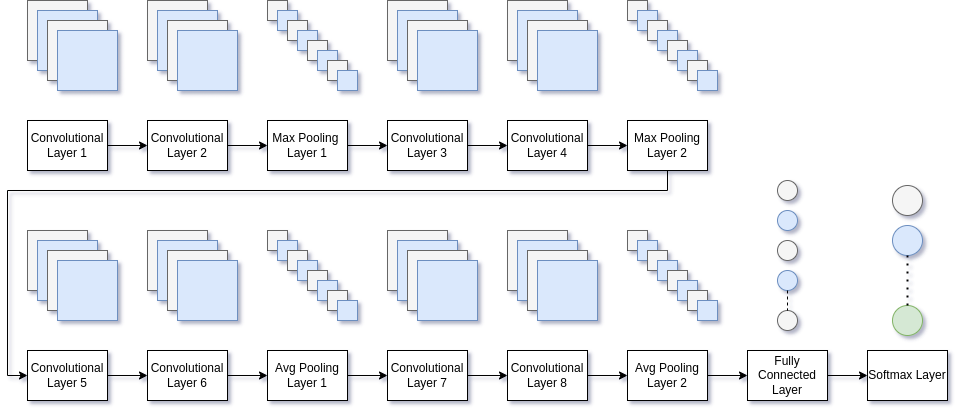 Convolutional
Layer 1
Convolutional
Layer 2
Max Pooling
Layer 1
Convolutional
Layer 3
Convolutional
Layer 4
Max Pooling
Layer 2
Convolutional
Layer 5
Convolutional
Layer 6
Avg Pooling
Layer 1
Convolutional
Layer 7
Convolutional
Layer 8
Avg Pooling
Layer 2
Fully
Connected
Layer
Softmax Layer